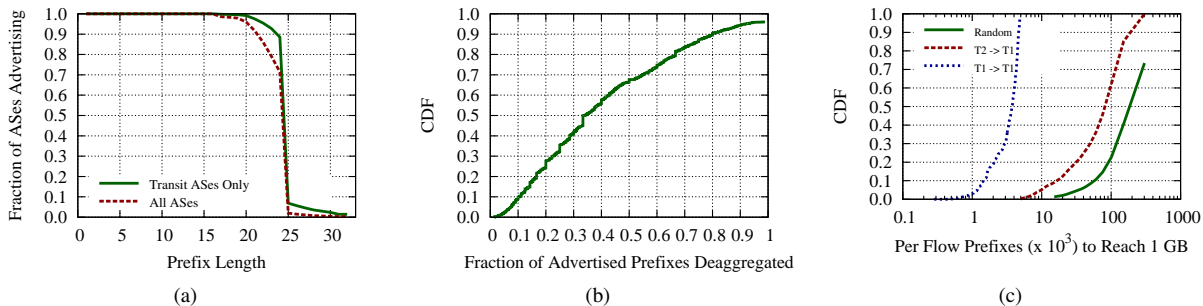 Fraction of ASes Advertising
1.0
0.9
0.8
0.7
0.6
0.5
0.4
0.3
0.2
0.1
0.0
Transit ASes Only
All ASes
0 5 10 15 20 25 30
Prefix Length
(a)
CDF
1.0
0.9
0.8
0.7
0.6
0.5
0.4
0.3
0.2
0.1
0.0
0 0.1 0.2 0.3 0.4 0.5 0.6 0.7 0.8 0.9 1
Fraction of Advertised Prefixes Deaggregated
(b)
CDF
1.0
0.9
0.8
0.7
0.6
0.5
0.4
0.3
0.2
0.1
0.0
Random
T2 -> T1
T1 -> T1
0.1 1 10 100 1000
Per Flow Prefixes (x 10³) to Reach 1 GB
(c)